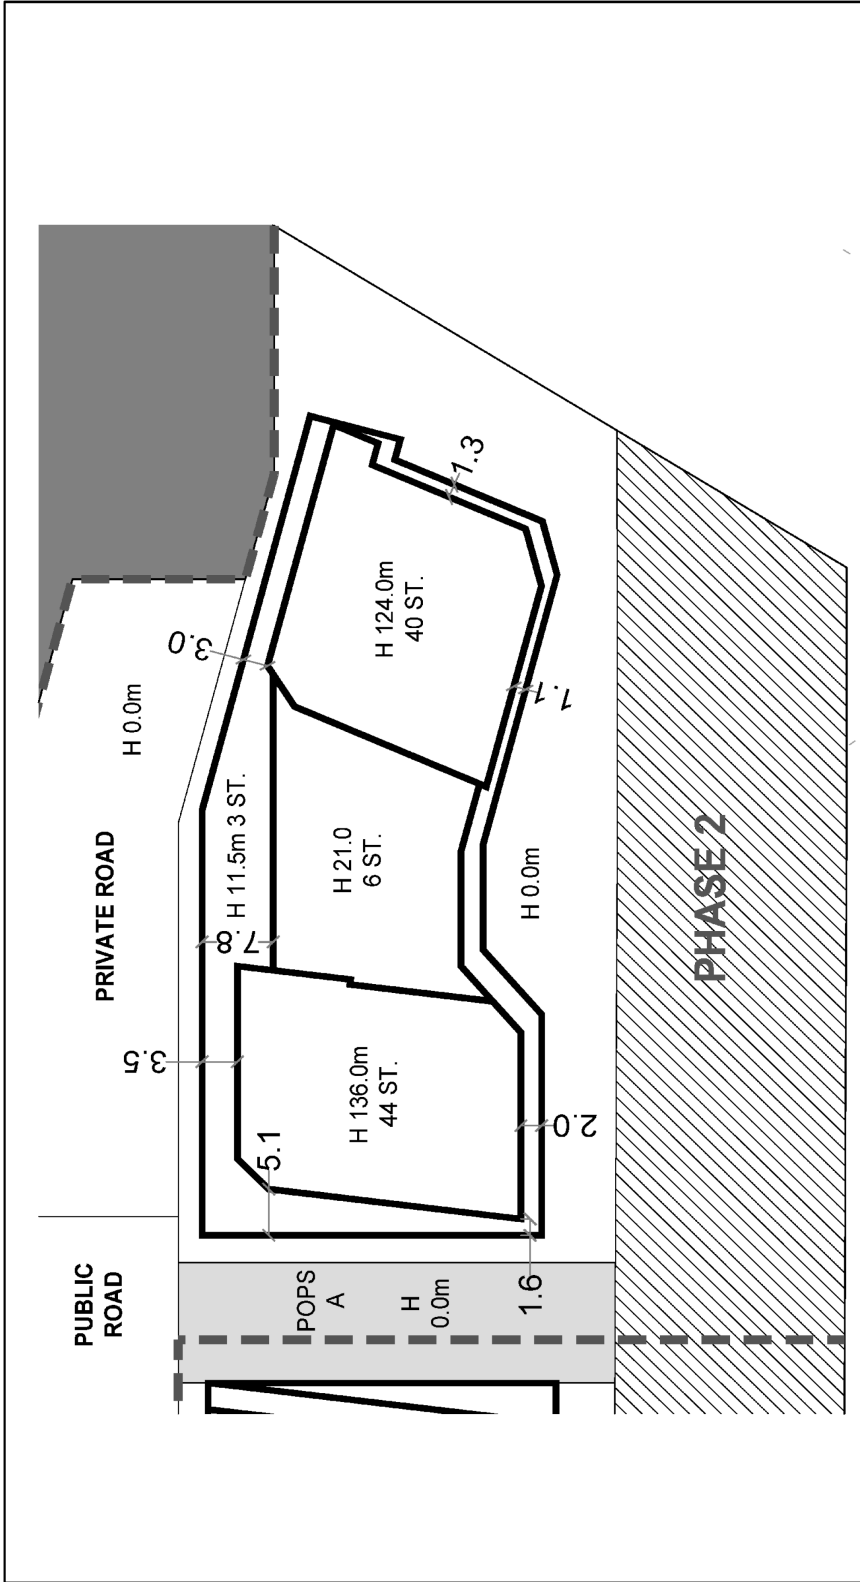 PUBLIC
ROAD
PRIVATE ROAD
H 0.0m
3.5
7.8
3.0
H 11.5m 3 ST.
5.1
H 136.0m
44 ST.
H 21.0
6 ST.
H 124.0m
40 ST.
1.3
1.1
2.0
1.6
POPS
A
H
0.0m
H 0.0m
PHASE 2